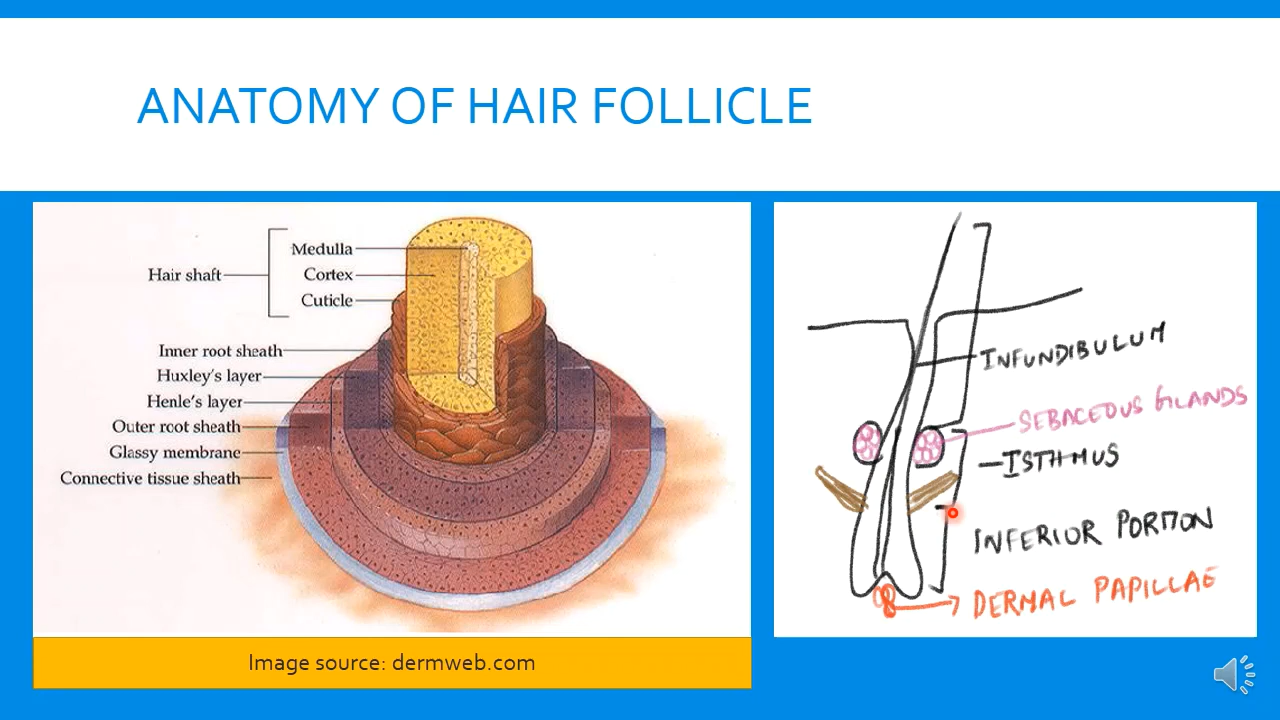 ANATOMY OF HAIR FOLLICLE
Hair shaft
Medulla
Cortex
Cuticle
Inner root sheath
Huxley's layer
Henle's layer
Outer root sheath
Glassy membrane
Connective tissue sheath
Image source: dermweb.com
INFUNDIBULUM
SEBACEOUS GLANDS
ISTHMUS
INFERIOR PORTION
DERMAL PAPILLAE